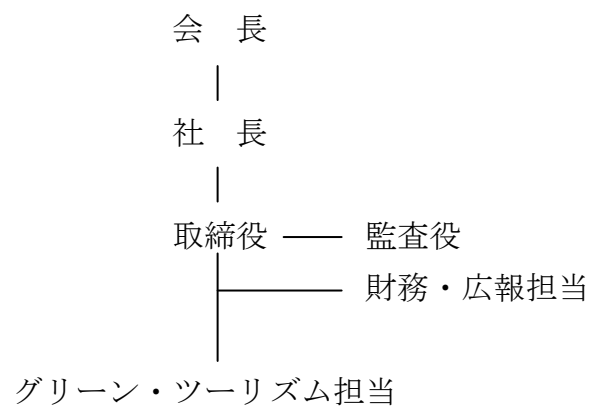 会　長
社　長
取締役　監査役
財務・広報担当
グリーン・ツーリズム担当